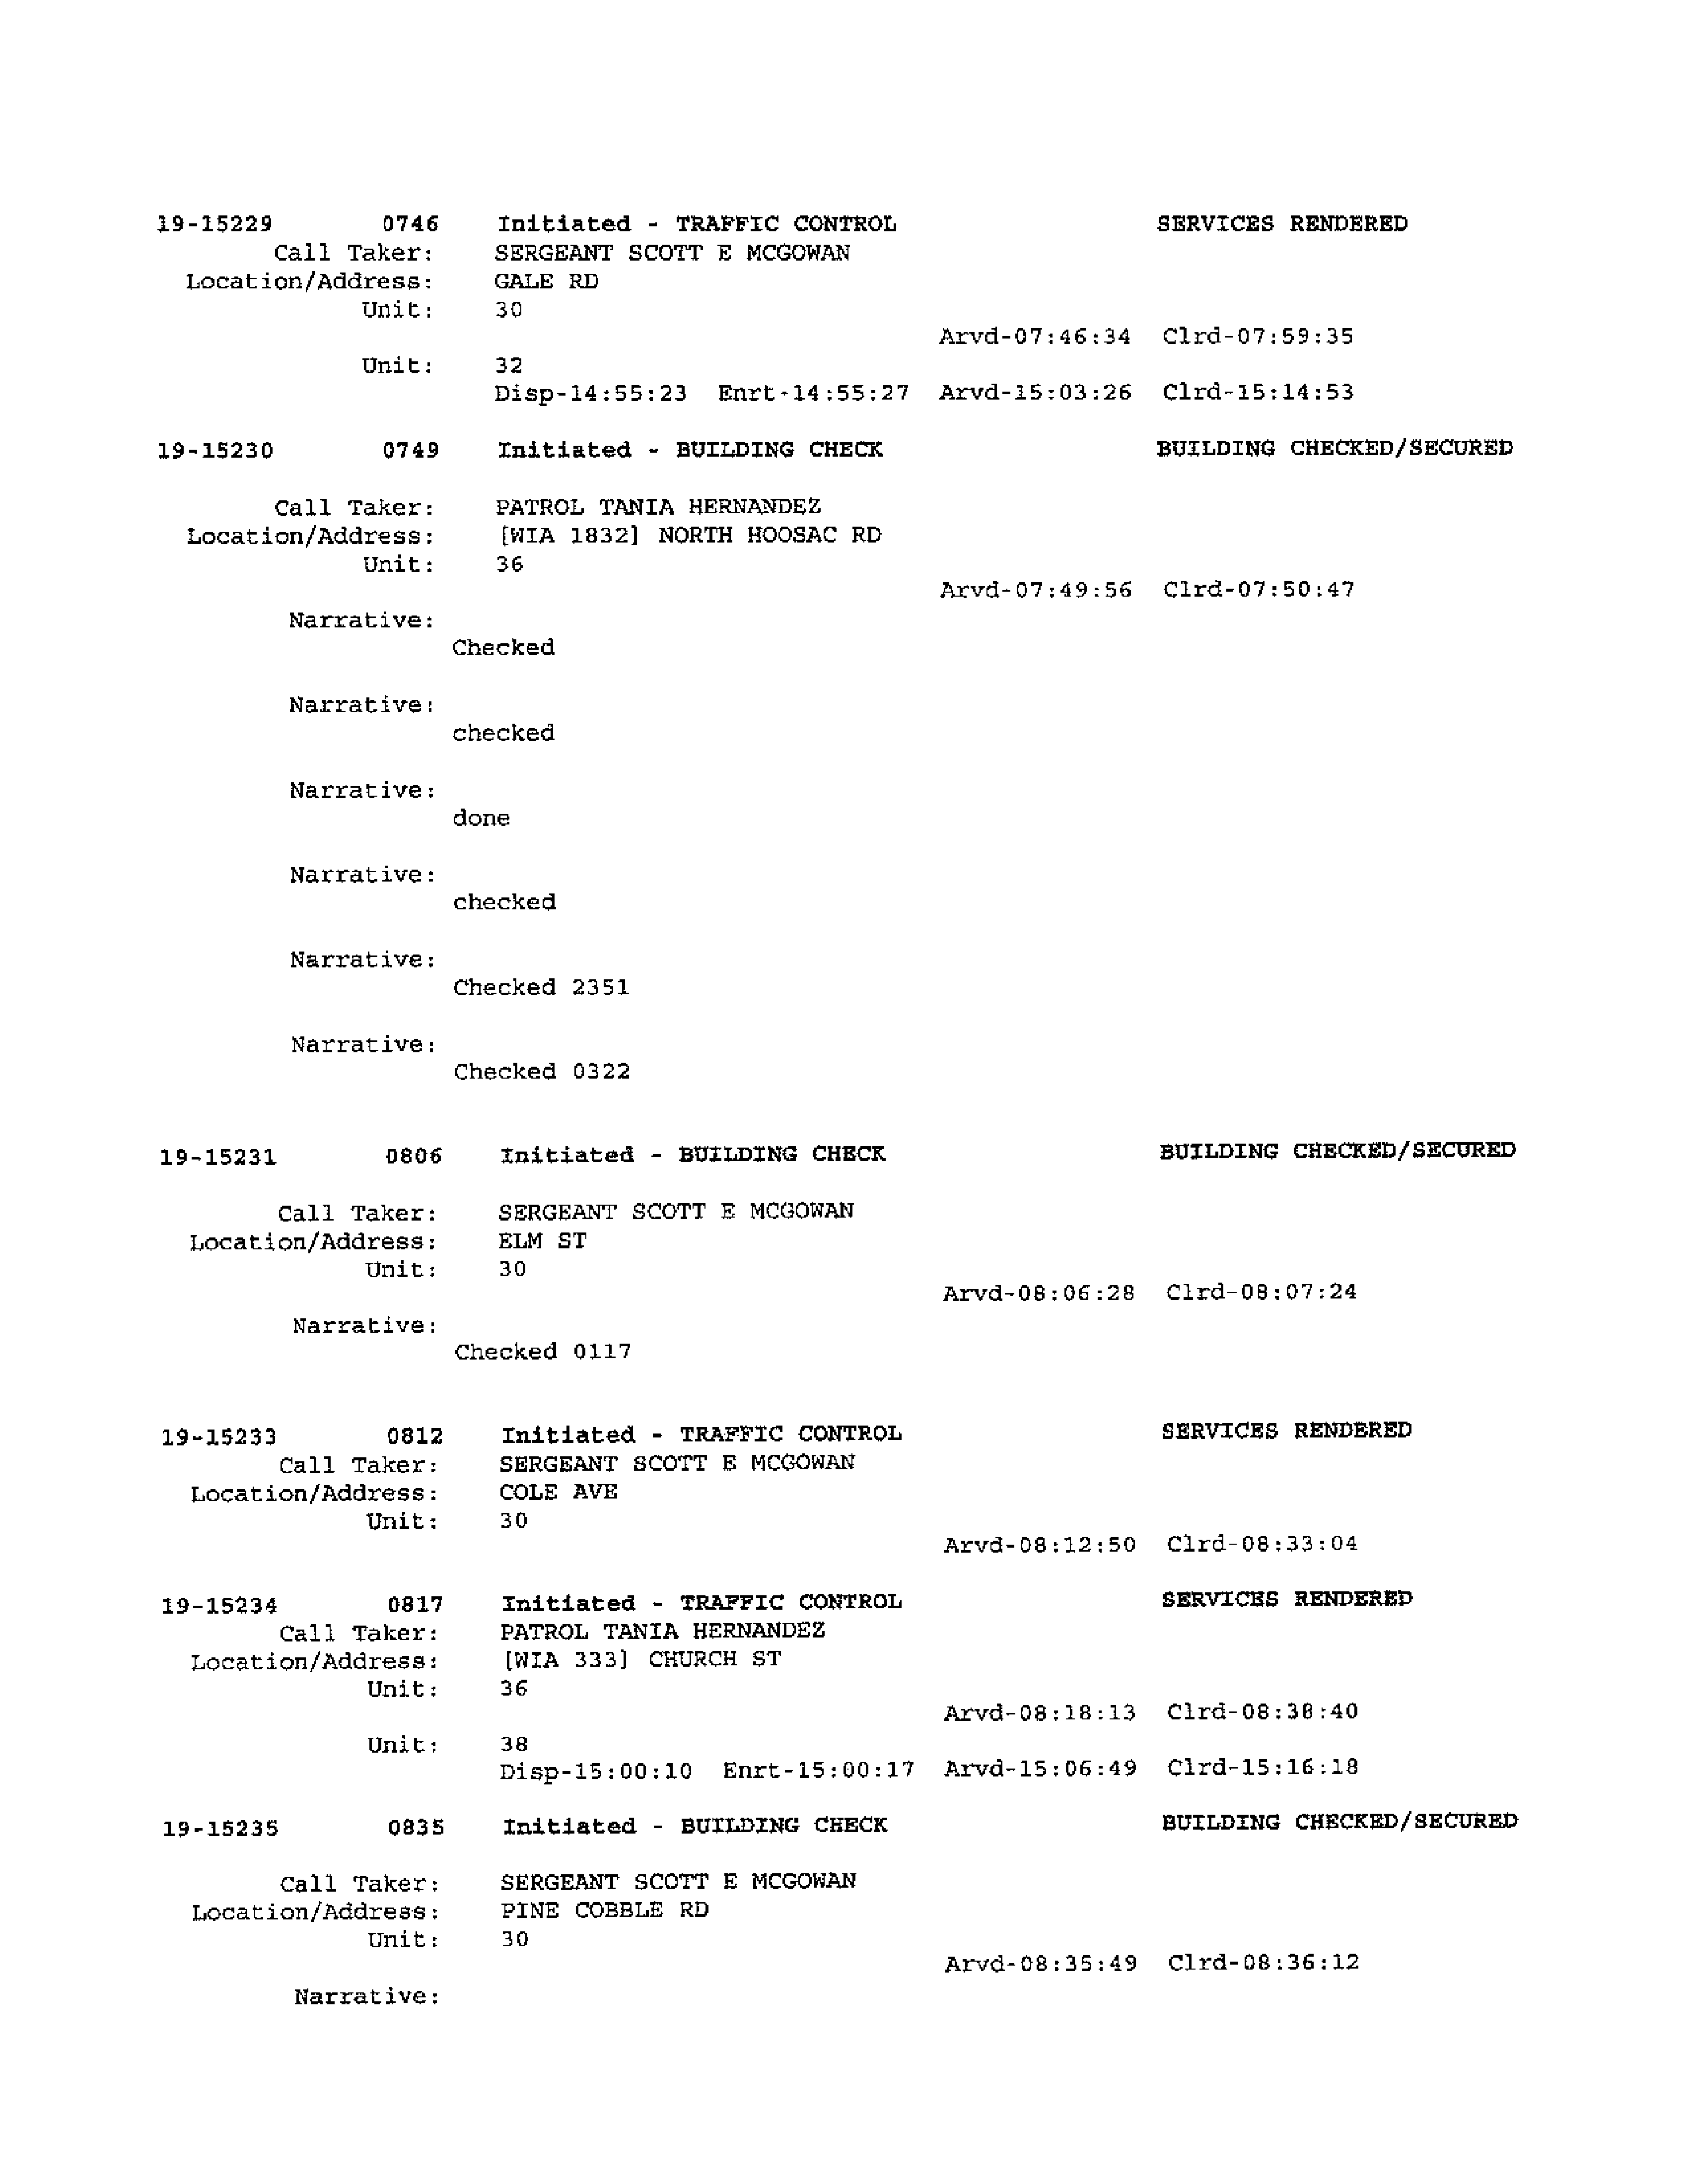 19-15229 0746 Initiated - TRAFFIC CONTROL SERVICES RENDERED
Call Taker: SERGEANT SCOTT E MCGOWAN
Location/Address: GALE RD
Unit: 30
Arvd-07:46:34 Clrd-07:59:35
Unit: 32
Disp-14:55:23 Enrt-14:55:27 Arvd-15:03:26 Clrd-15:14:53
19-15230 0749 Initiated - BUILDING CHECK BUILDING CHECKED/SECURED
Call Taker: PATROL TANIA HERNANDEZ
Location/Address: [WIA 1832] NORTH HOOSAC RD
Unit: 36
Arvd-07:49:56 Clrd-07:50:47
Narrative:
Checked
Narrative:
checked
Narrative:
done
Narrative:
checked
Narrative:
Checked 2351
Narrative:
Checked 0322
19-15231 0806 Initiated - BUILDING CHECK BUILDING CHECKED/SECURED
Call Taker: SERGEANT SCOTT E MCGOWAN
Location/Address: ELM ST
Unit: 30
Arvd-08:06:28 Clrd-08:07:24
Narrative:
Checked 0117
19-15233 0812 Initiated - TRAFFIC CONTROL SERVICES RENDERED
Call Taker: SERGEANT SCOTT E MCGOWAN
Location/Address: COLE AVE
Unit: 30
Arvd-08:12:50 Clrd-08:33:04
19-15234 0817 Initiated - TRAFFIC CONTROL SERVICES RENDERED
Call Taker: PATROL TANIA HERNANDEZ
Location/Address: [WIA 333] CHURCH ST
Unit: 36
Arvd-08:18:13 Clrd-08:38:40
Unit: 38
Disp-15:00:10 Enrt-15:00:17 Arvd-15:06:49 Clrd-15:16:18
19-15235 0835 Initiated - BUILDING CHECK BUILDING CHECKED/SECURED
Call Taker: SERGEANT SCOTT E MCGOWAN
Location/Address: PINE COBBLE RD
Unit: 30
Arvd-08:35:49 Clrd-08:36:12
Narrative: